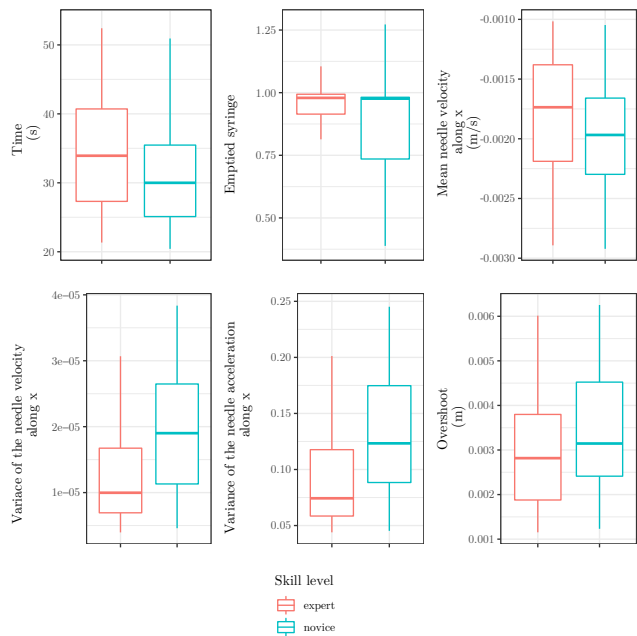 Time
(s)
50
40
30
20
Emptied syringe
1.25
1.00
0.75
0.50
Mean needle velocity
along x
(m/s)
-0.0010
-0.0015
-0.0020
-0.0025
-0.0030
Variace of the needle velocity
along x
4e−05
3e−05
2e−05
1e−05
Variance of the needle acceleration
along x
0.25
0.20
0.15
0.10
0.05
Overshoot
(m)
0.006
0.005
0.004
0.003
0.002
0.001
Skill level
expert
novice